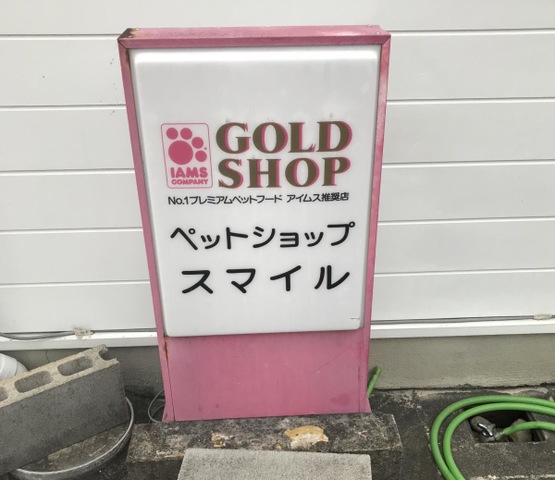 IAMS
COMPANY
GOLD
SHOP
No.1プレミアムペットフード アイムス推奨店
ペットショップ
スマイル